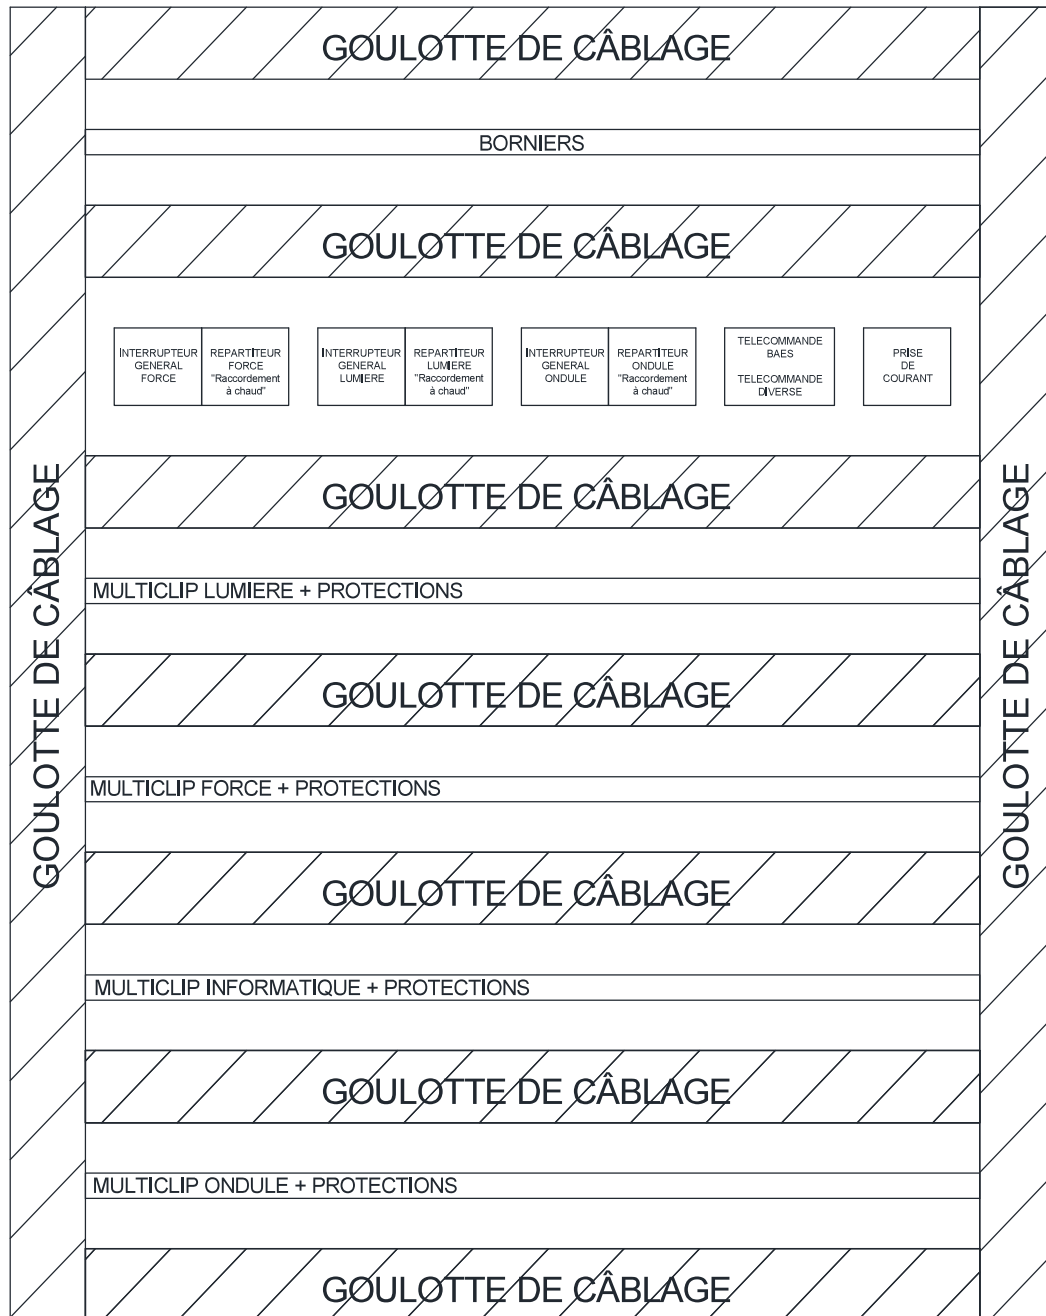 GOULOTTE DE CÂBLAGE
BORNIERS
GOULOTTE DE CÂBLAGE
INTERRUPTEUR
GENERAL
FORCE
REPARTITEUR
FORCE
"Raccordement
à chaud"
INTERRUPTEUR
GENERAL
LUMIERE
REPARTITEUR
LUMIERE
"Raccordement
à chaud"
INTERRUPTEUR
GENERAL
ONDULE
REPARTITEUR
ONDULE
"Raccordement
à chaud"
TELECOMMANDE
BAES
TELECOMMANDE
DIVERSE
PRISE
DE
COURANT
GOULOTTE DE CÂBLAGE
GOULOTTE DE CÂBLAGE
GOULOTTE DE CÂBLAGE
MULTICLIP LUMIERE + PROTECTIONS
GOULOTTE DE CÂBLAGE
MULTICLIP FORCE + PROTECTIONS
GOULOTTE DE CÂBLAGE
MULTICLIP INFORMATIQUE + PROTECTIONS
GOULOTTE DE CÂBLAGE
MULTICLIP ONDULE + PROTECTIONS
GOULOTTE DE CÂBLAGE